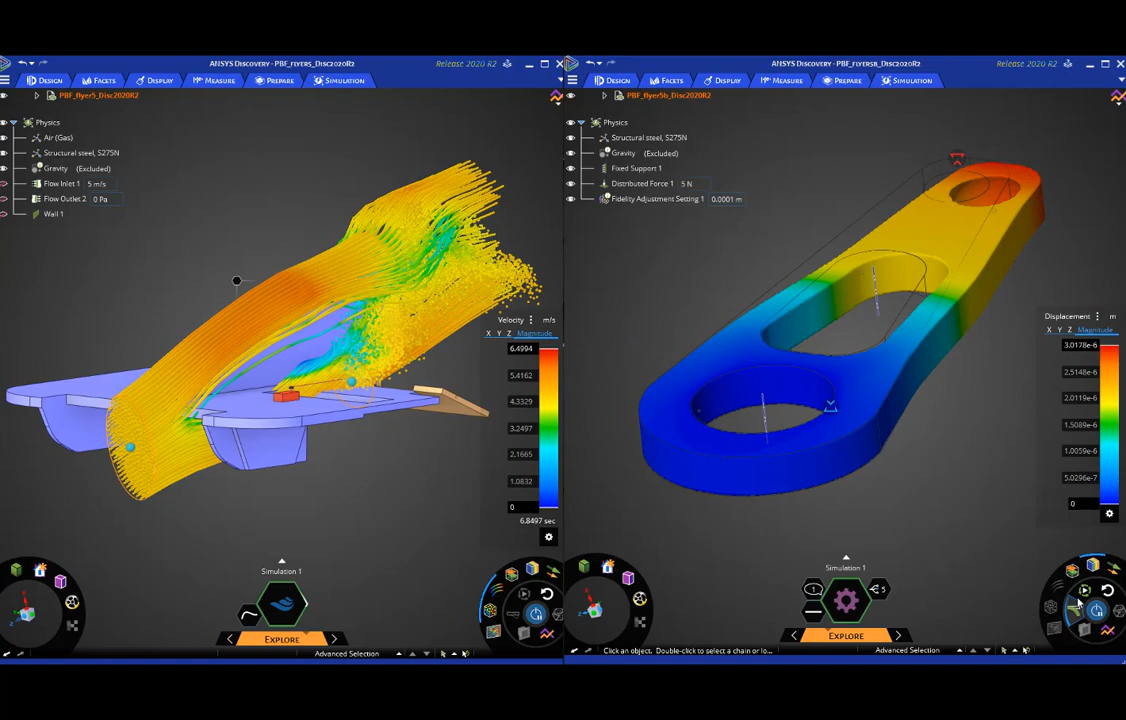 ANSYS DISCOVERY - PBF_FLYER5_DISC2020R2
Release 2020 R2
DESIGN FACETS DISPLAY MEASURE PREPARE SIMULATION
PBF_flyer5_Disc2020R2
Physics
Air (Gas)
Structural steel, S275N
Gravity (Excluded)
Flow Inlet 1 5 m/s
Flow Outlet 2 0 Pa
Wall 1
Velocity m/s
X Y Z Magnitude
6.4994
5.4162
4.3329
3.2497
2.1665
1.0832
0
6.8497 sec
Simulation 1
EXPLORE
Advanced Selection
ANSYS DISCOVERY - PBF_FLYER5B_DISC2020R2
Release 2020 R2
DESIGN FACETS DISPLAY MEASURE PREPARE SIMULATION
PBF_flyer5b_Disc2020R2
Physics
Structural steel, S275N
Gravity (Excluded)
Fixed Support 1
Distributed Force 1 5 N
Fidelity Adjustment Setting 1 0.0001 m
Displacement m
X Y Z Magnitude
3.0178e-6
2.5148e-6
2.0119e-6
1.5089e-6
1.0059e-6
5.0296e-7
0
Simulation 1
1
5
EXPLORE
Click an object. Double-click to select a chain or lo...
Advanced Selection